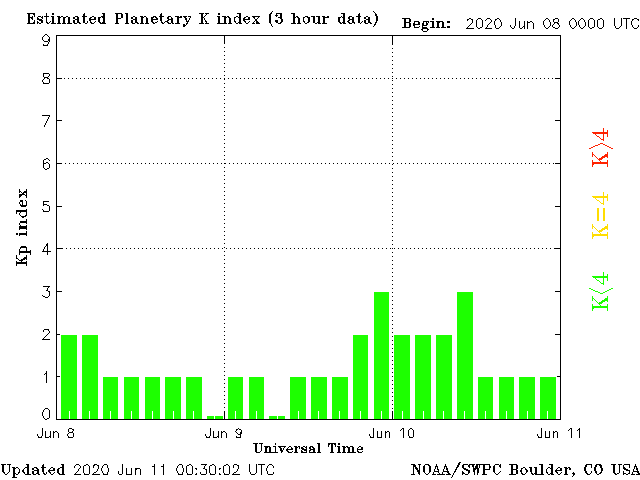 Estimated Planetary K index (3 hour data) Begin: 2020 Jun 08 0000 UTC
9
8
7
6
5
4
3
2
1
0
Kp index
K>4
K=4
K<4
Jun 8 Jun 9 Jun 10 Jun 11
Universal Time
Updated 2020 Jun 11 00:30:02 UTC NOAA/SWPC Boulder, CO USA